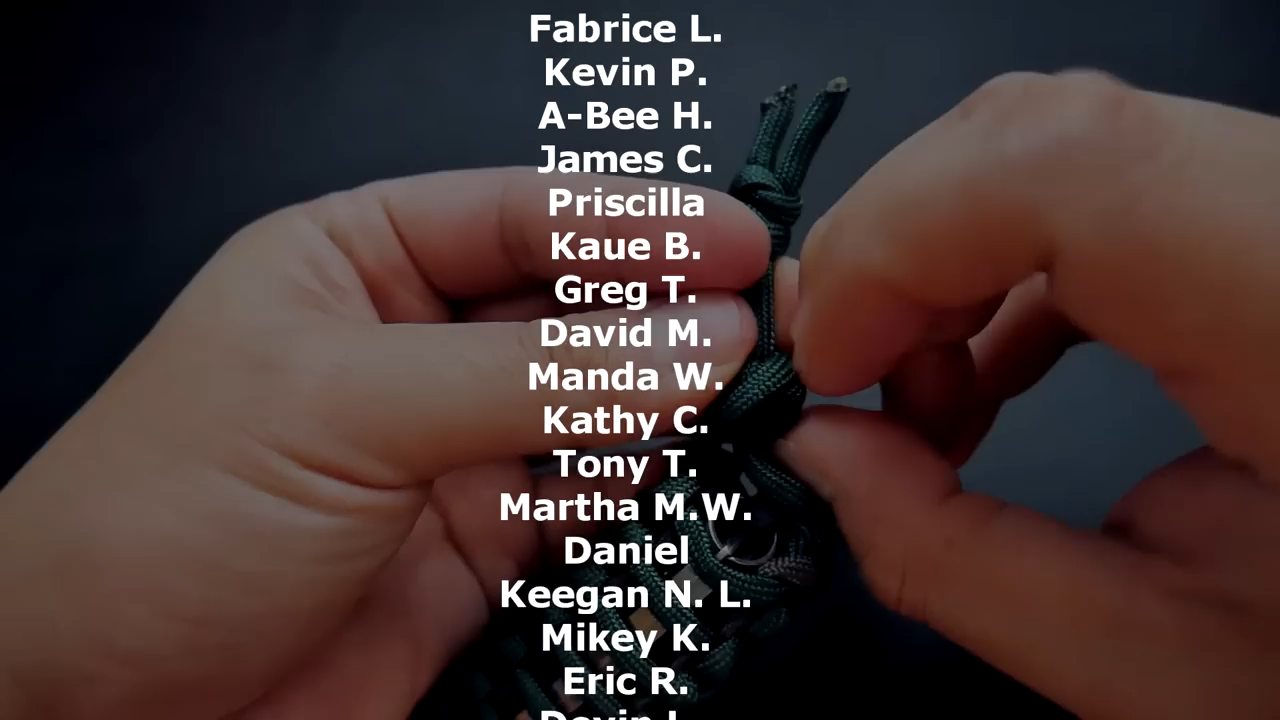 Fabrice L.
Kevin P.
A-Bee H.
James C.
Priscilla
Kaue B.
Greg T.
David M.
Manda W.
Kathy C.
Tony T.
Martha M.W.
Daniel
Keegan N. L.
Mikey K.
Eric R.